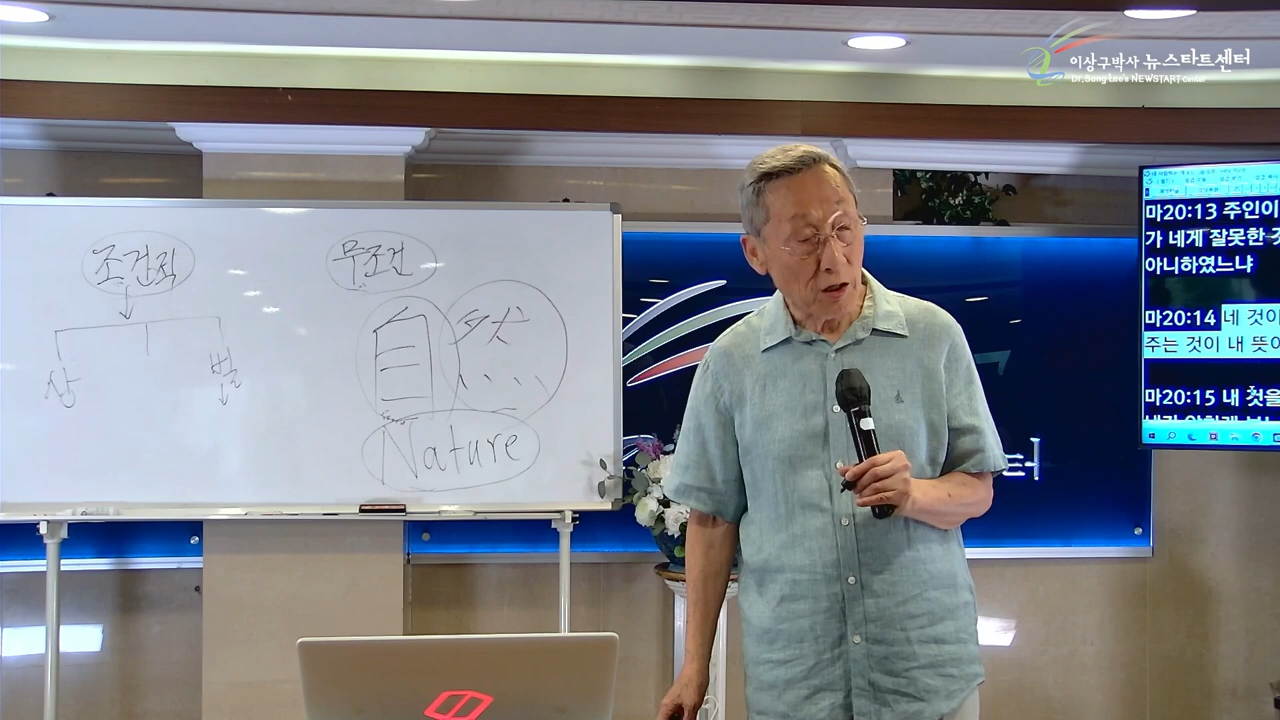 이상구박사 뉴스타트센터
Dr. Sang Lee's NEWSTART Center
조건적
무조건
상
벌
自然
Nature
터
마20:13 주인이
가 네게 잘못한
아니하였느냐
마20:14 네 것이
주는 것이 내 뜻이
마20:15 내 것을